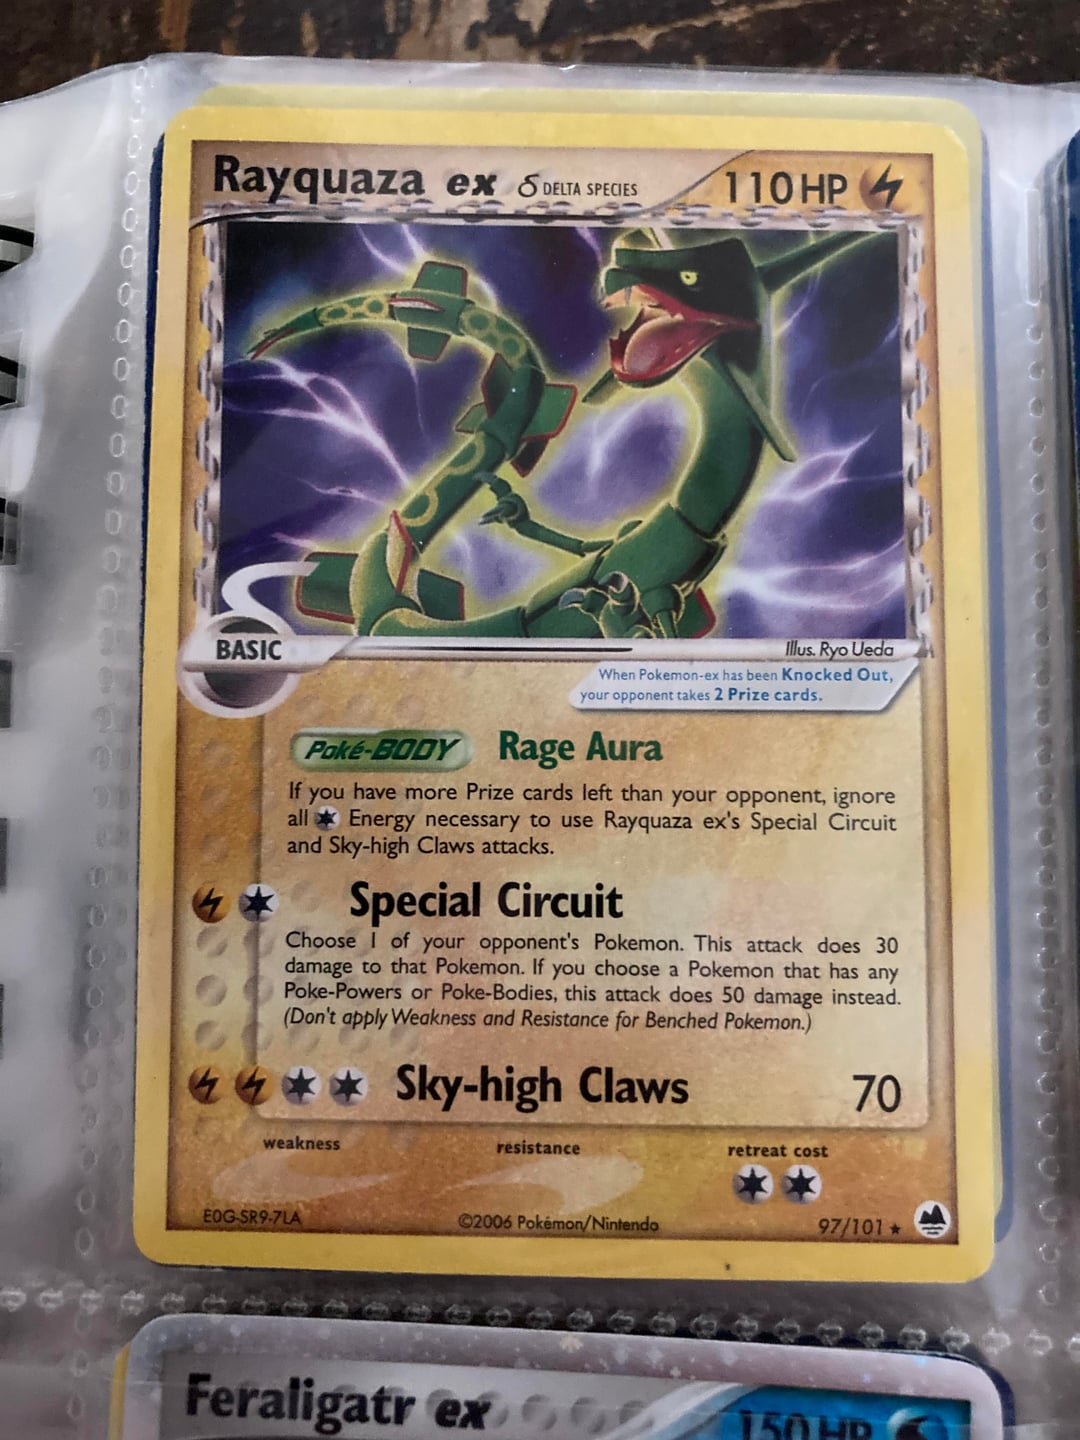 Rayquaza ex δ DELTA SPECIES 110 HP
BASIC
Illus. Ryo Ueda
When Pokemon-ex has been Knocked Out,
your opponent takes 2 Prize cards.
Poké-BODY Rage Aura
If you have more Prize cards left than your opponent, ignore
all Energy necessary to use Rayquaza ex's Special Circuit
and Sky-high Claws attacks.
Special Circuit
Choose 1 of your opponent's Pokemon. This attack does 30
damage to that Pokemon. If you choose a Pokemon that has any
Poke-Powers or Poke-Bodies, this attack does 50 damage instead.
(Don't apply Weakness and Resistance for Benched Pokemon.)
Sky-high Claws 70
weakness resistance retreat cost
E0G-SR9-7LA ©2006 Pokémon/Nintendo 97/101 ★
Feraligatr ex 150 HP